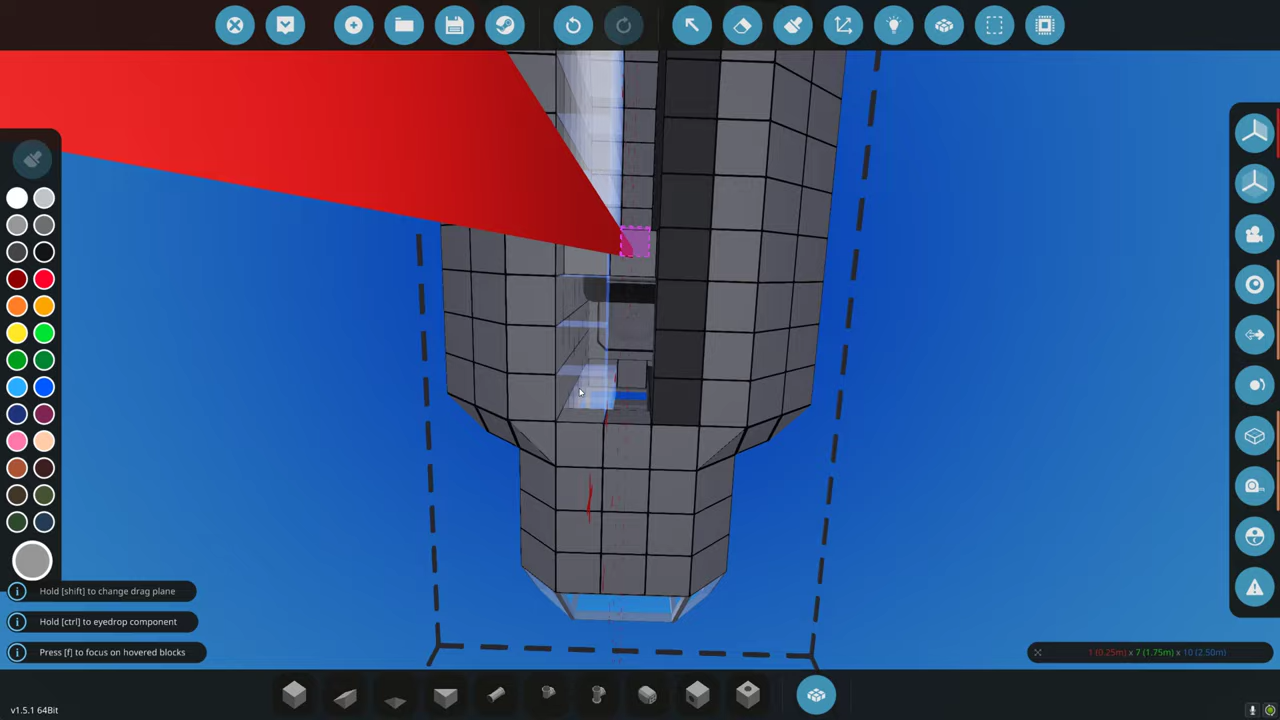 Hold [shift] to change drag plane
Hold [ctrl] to eyedrop component
Press [f] to focus on hovered blocks
1 (0.25m) x 7 (1.75m) x 10 (2.50m)
v1.5.1 64Bit